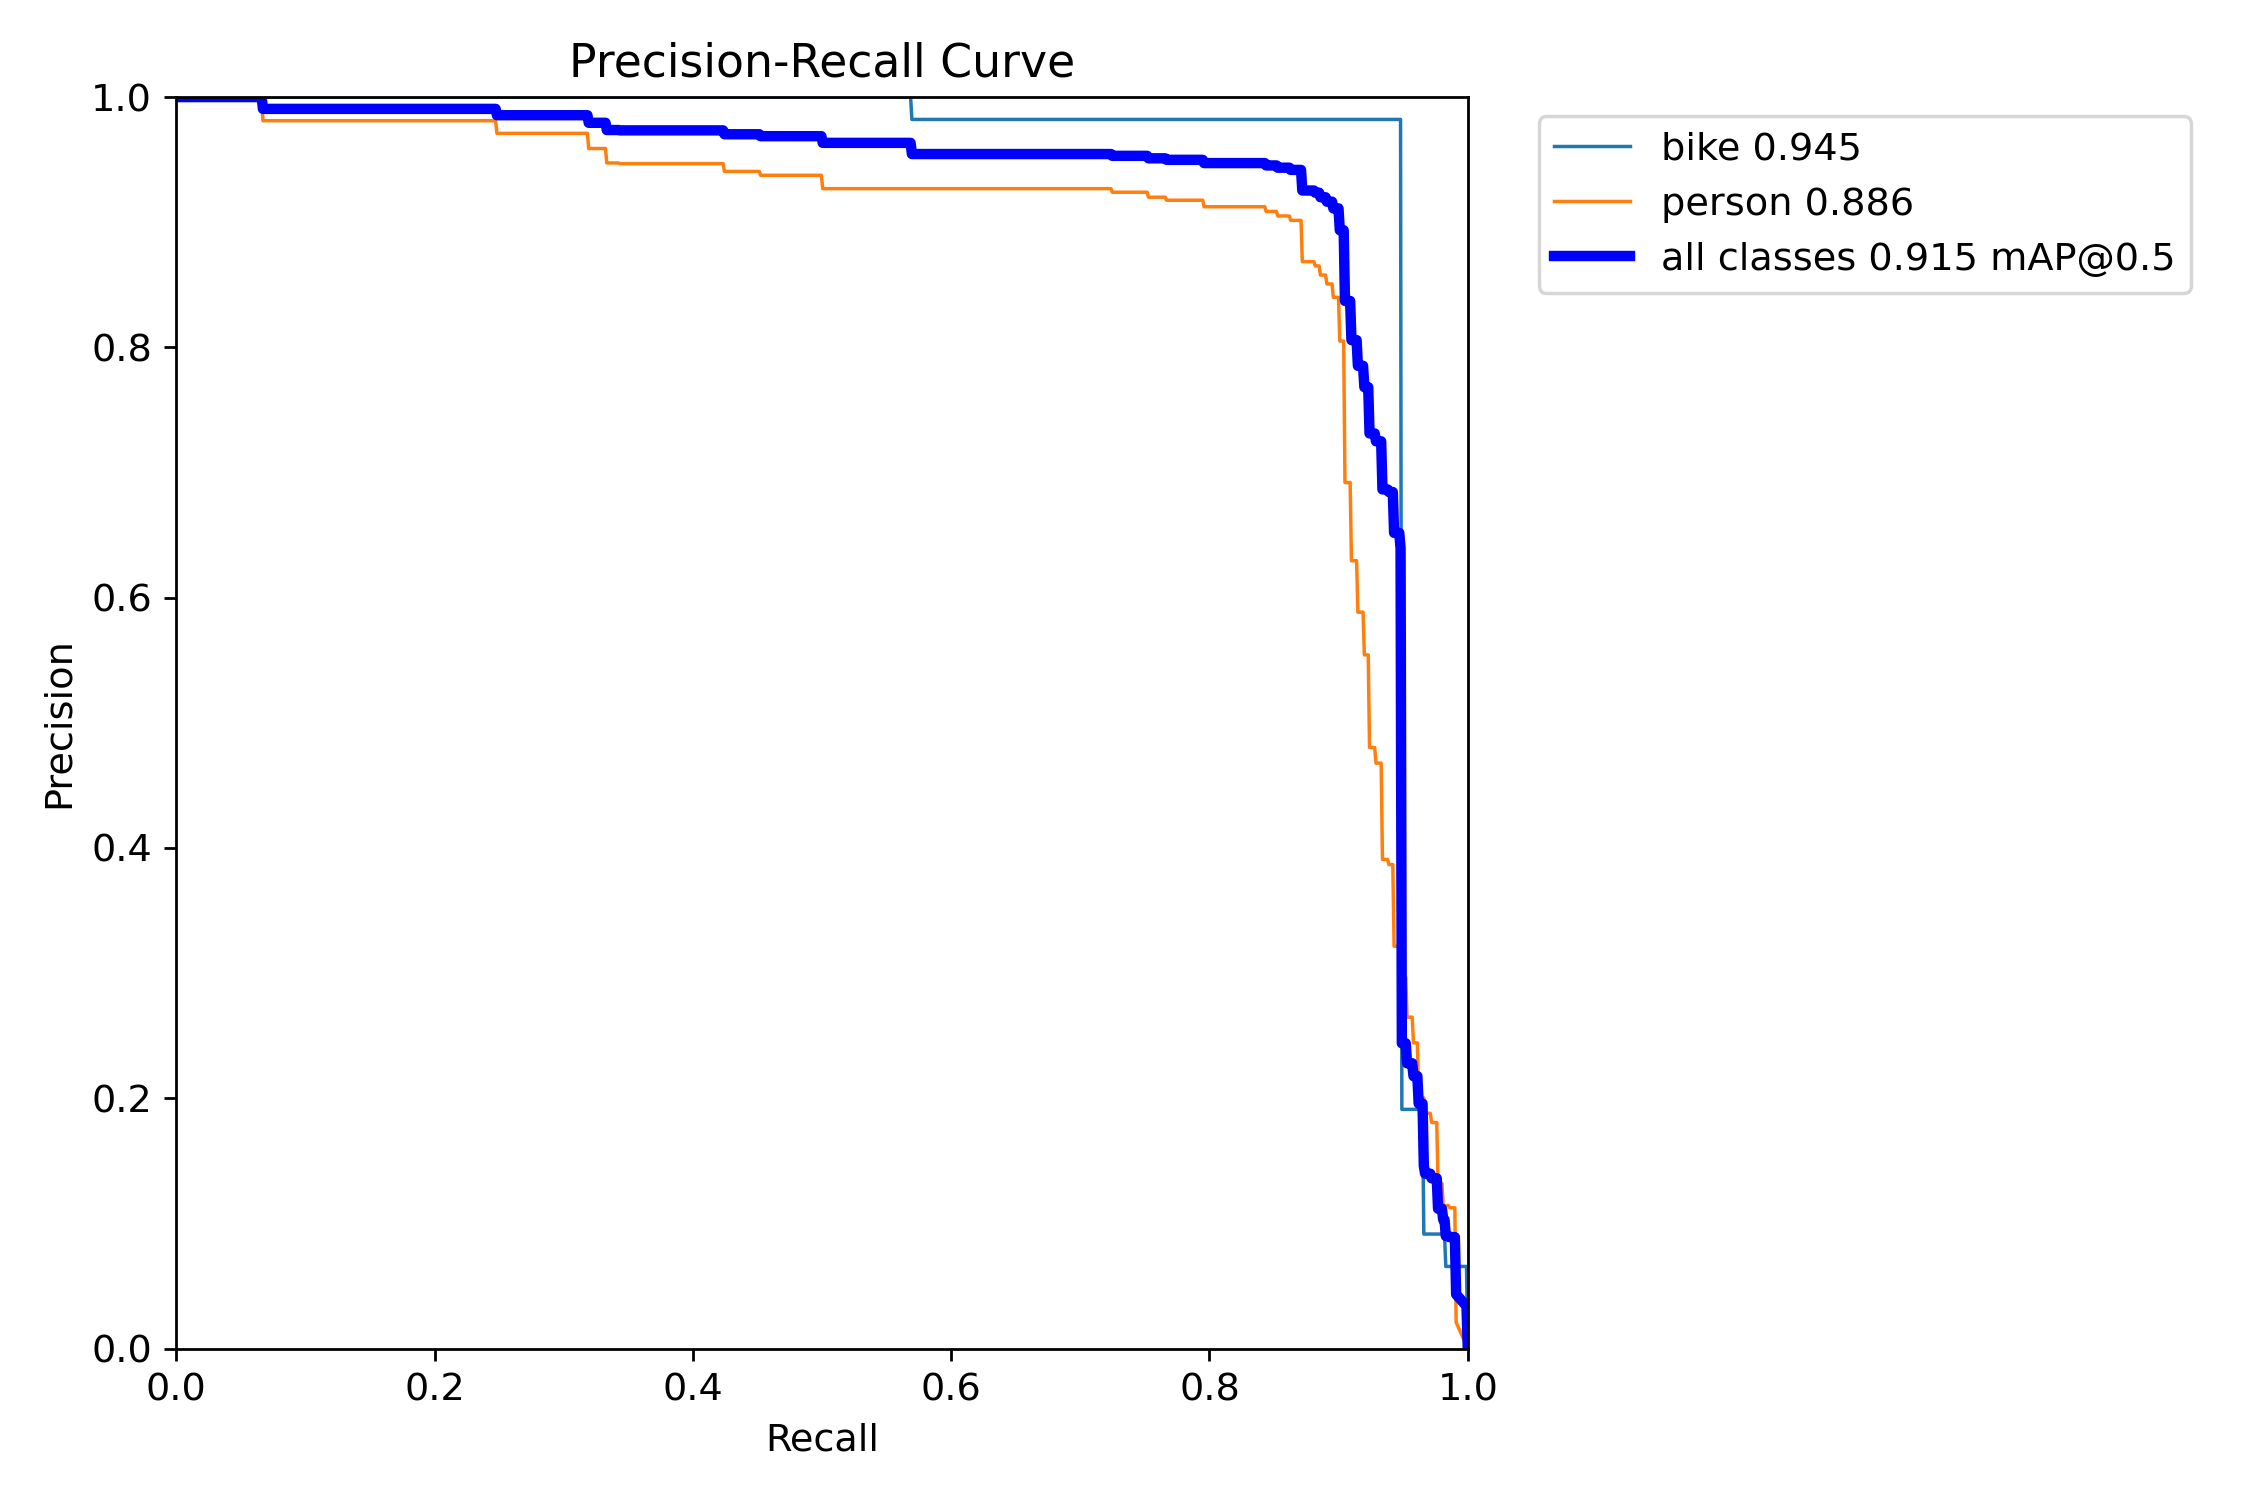 Precision-Recall Curve
1.0
0.8
0.6
0.4
0.2
0.0
Precision
0.0 0.2 0.4 0.6 0.8 1.0
Recall
bike 0.945
person 0.886
all classes 0.915 mAP@0.5